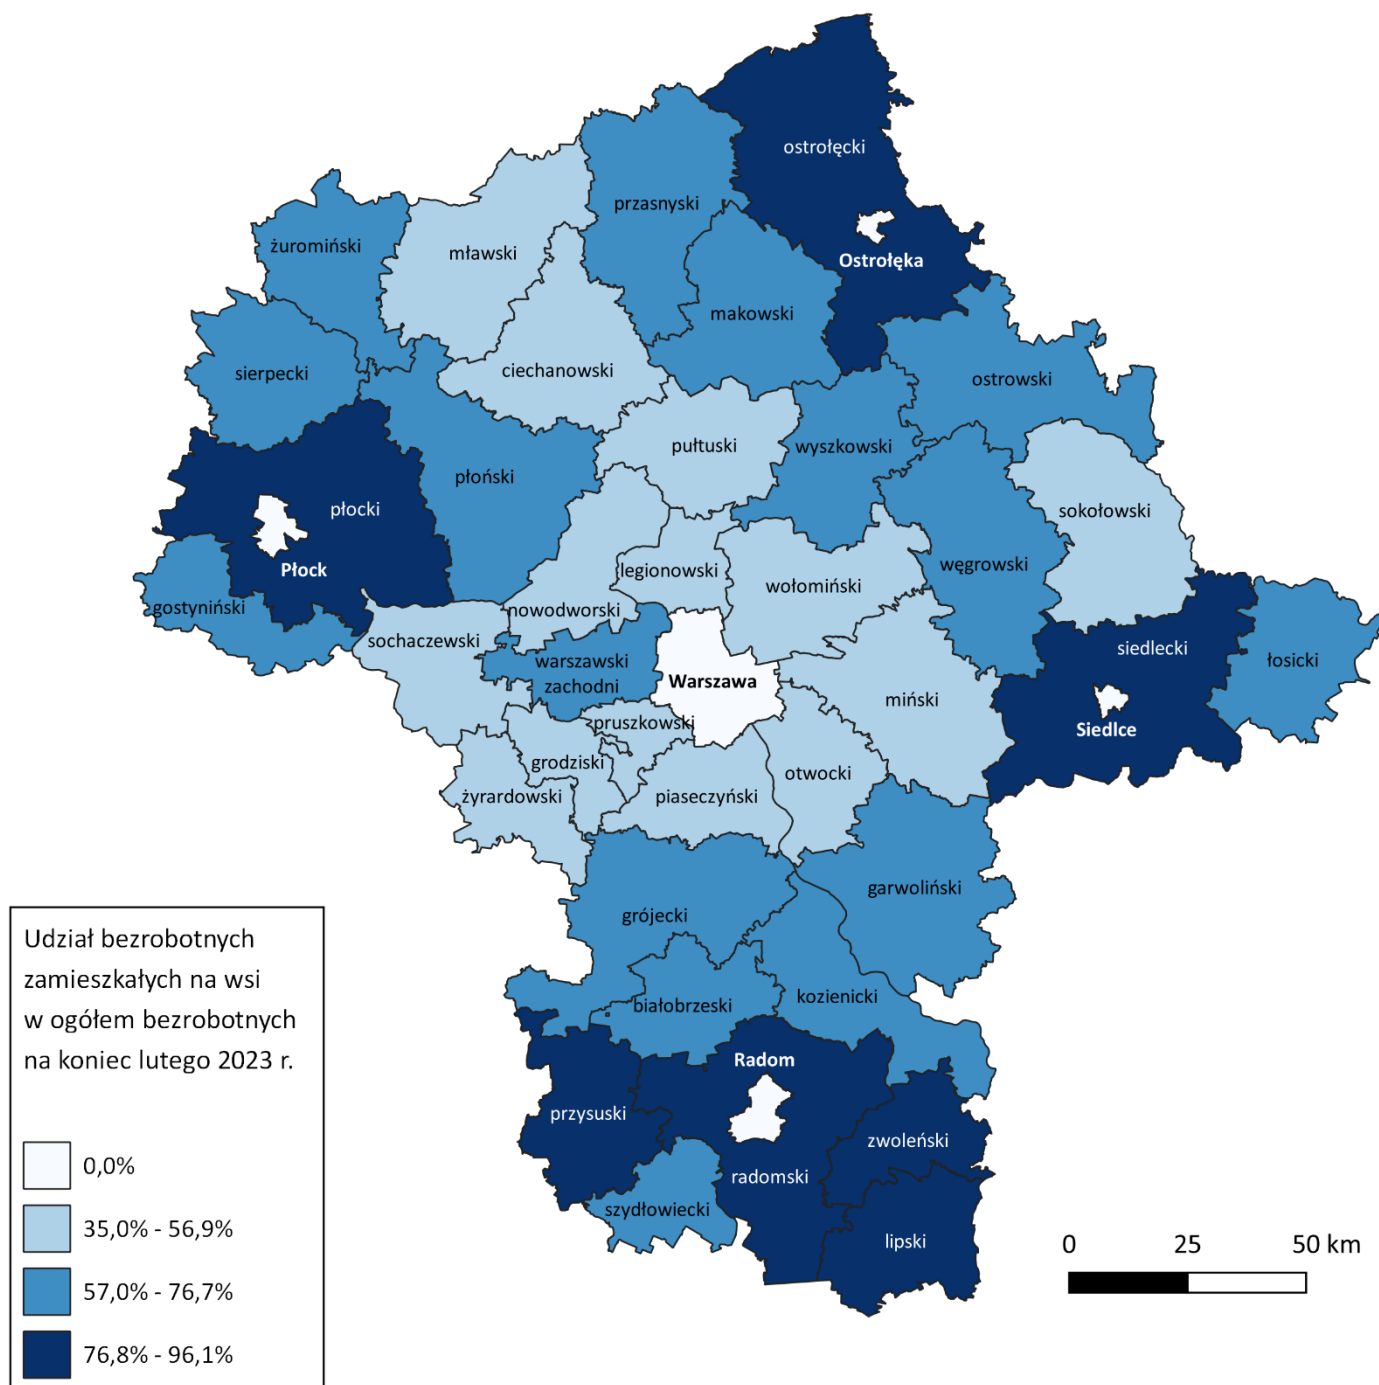 ostrołęcki
przasnyski
żuromiński
mławski
Ostrołęka
makowski
sierpecki
ciechanowski
ostrowski
pułtuski
wyszkowski
płoński
płocki
sokołowski
Płock
legionowski
wołomiński
węgrowski
gostyniński
nowodworski
sochaczewski
siedlecki
łosicki
warszawski
zachodni
Warszawa
miński
pruszkowski
Siedlce
grodziski
otwocki
żyrardowski
piaseczyński
garwoliński
grójecki
białobrzeski
kozienicki
Radom
przysuski
zwoleński
radomski
szydłowiecki
lipski
Udział bezrobotnych
zamieszkałych na wsi
w ogółem bezrobotnych
na koniec lutego 2023 r.
0,0%
35,0% - 56,9%
57,0% - 76,7%
76,8% - 96,1%
0 25 50 km